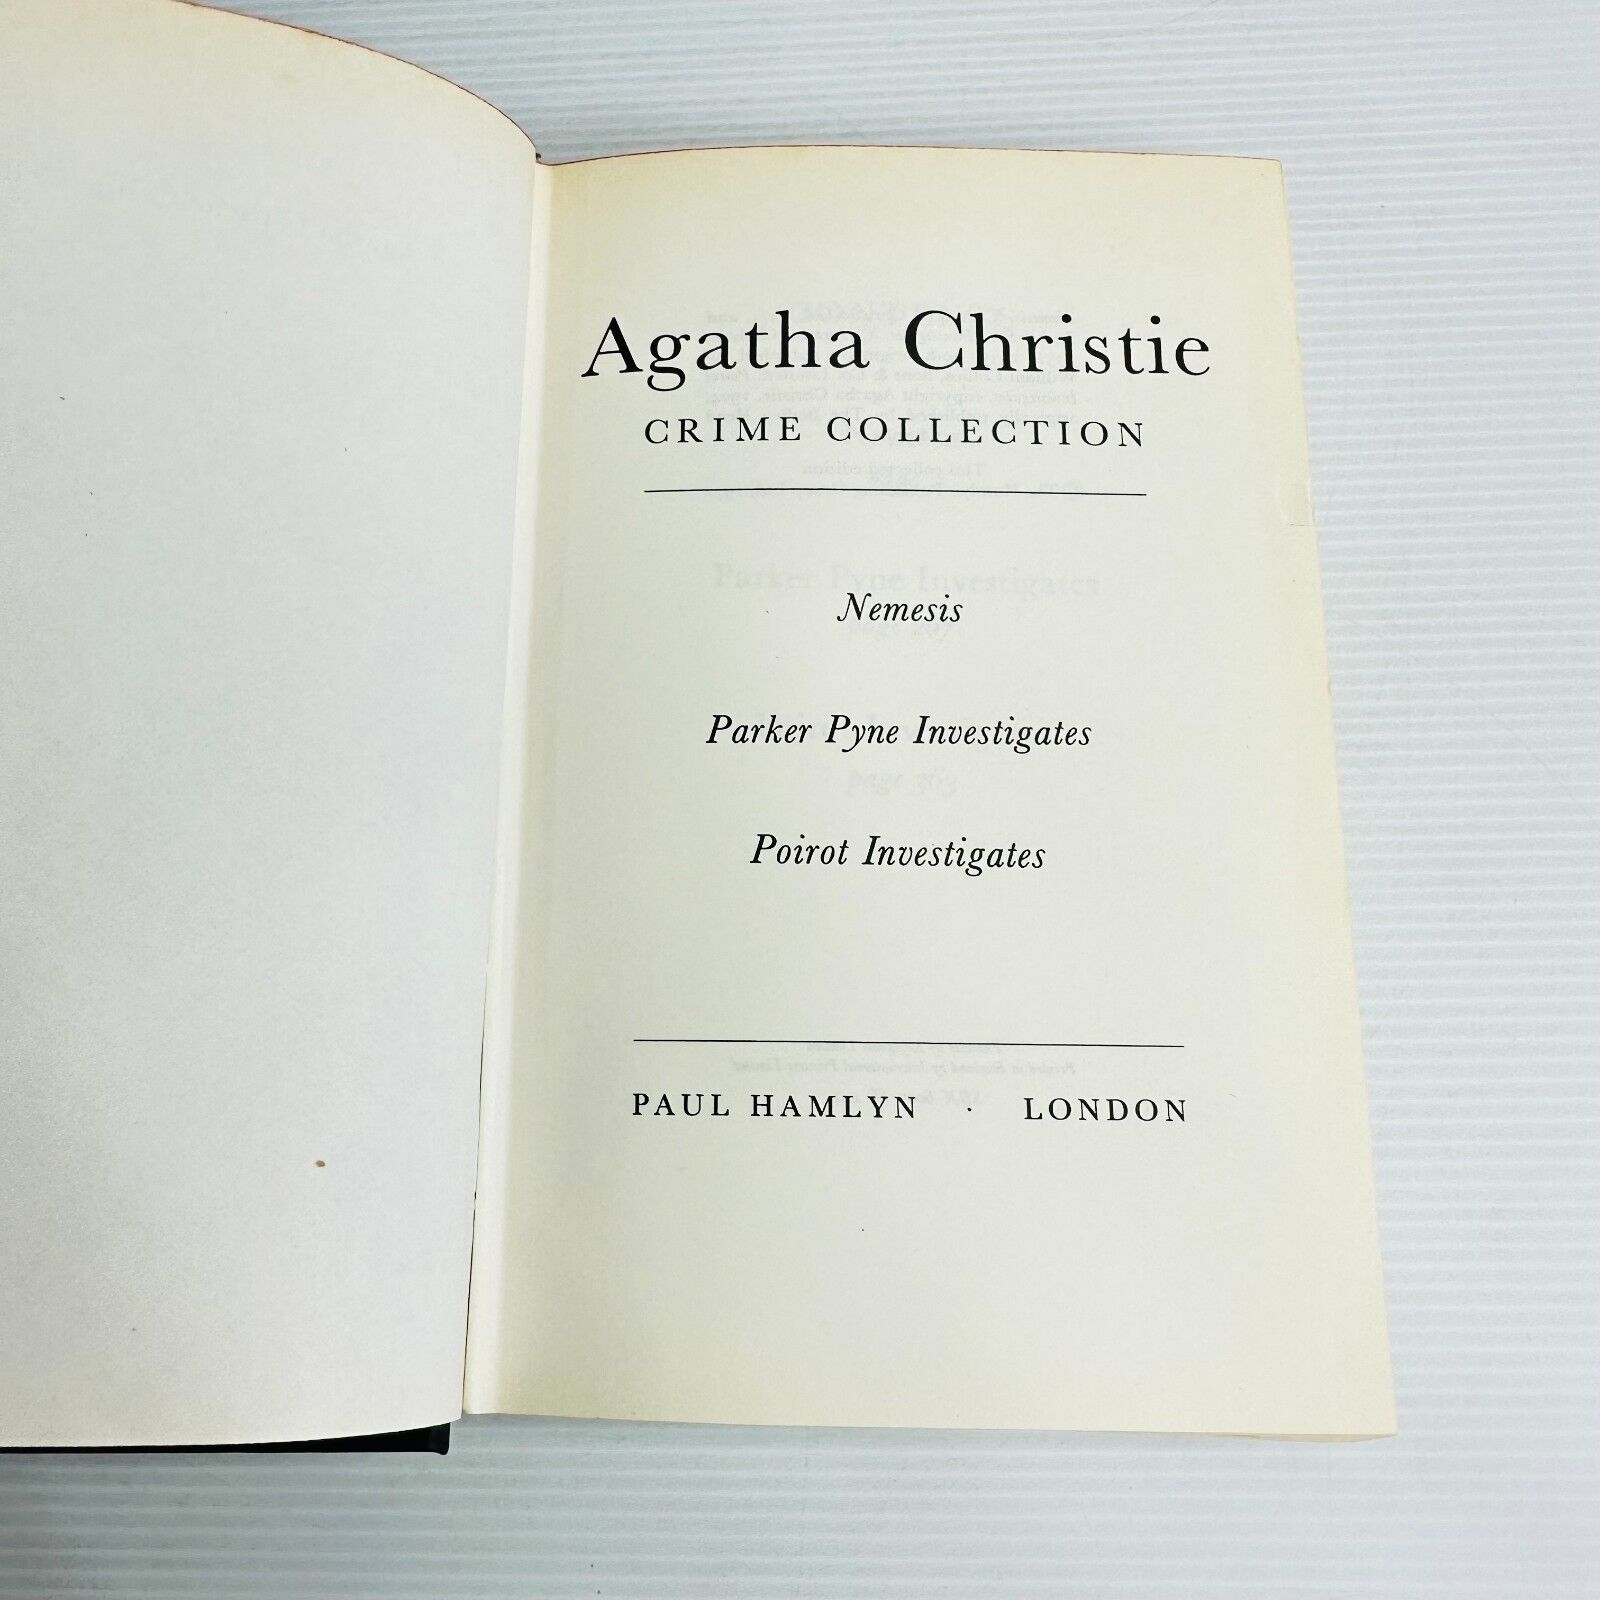 Agatha Christie
CRIME COLLECTION
Nemesis
Parker Pyne Investigates
Poirot Investigates
PAUL HAMLYN · LONDON